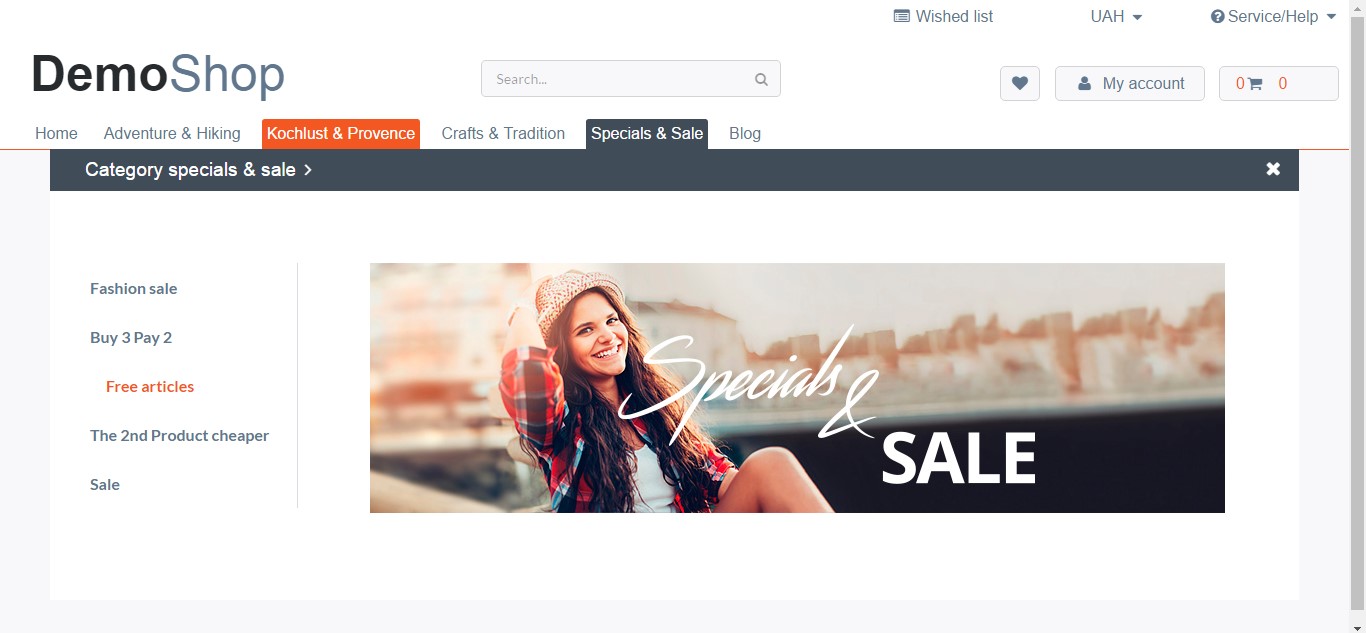 Wished list UAH Service/Help
DemoShop
Search...
My account 0 0
Home Adventure & Hiking Kochlust & Provence Crafts & Tradition Specials & Sale Blog
Category specials & sale
Fashion sale
Buy 3 Pay 2
Free articles
The 2nd Product cheaper
Sale
Specials &
SALE